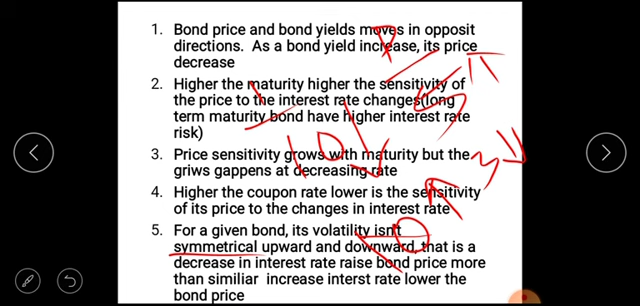 1. Bond price and bond yields moves in opposit
directions. As a bond yield increase, its price
decrease
2. Higher the maturity higher the sensitivity of
the price to the interest rate changes(long
term maturity bond have higher interest rate
risk)
3. Price sensitivity grows with maturity but the
griws gappens at decreasing rate
4. Higher the coupon rate lower is the sensitivity
of its price to the changes in interest rate
5. For a given bond, its volatility isn't
symmetrical upward and downward, that is a
decrease in interest rate raise bond price more
than similiar increase interst rate lower the
bond price